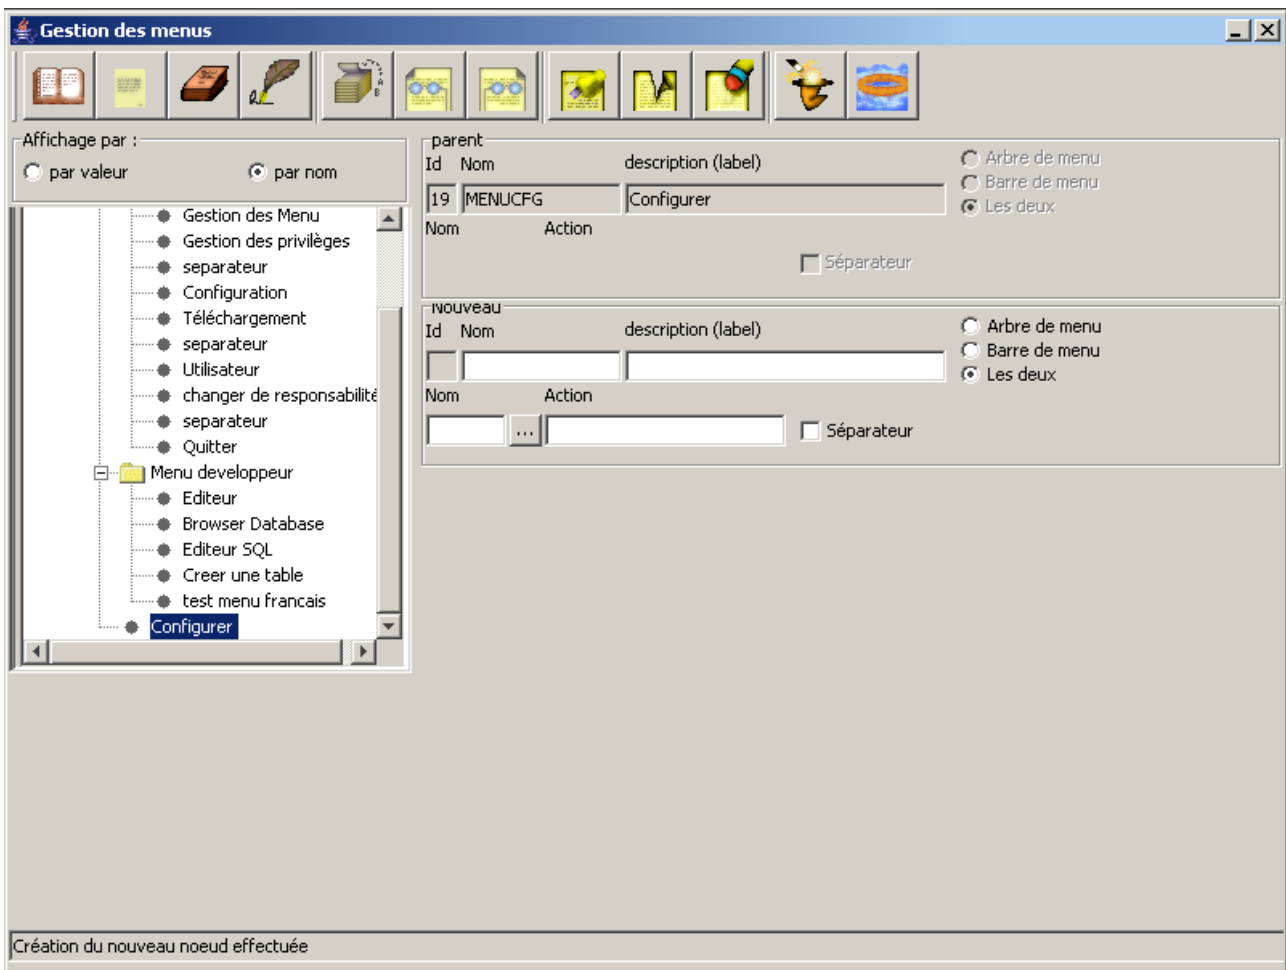 Gestion des menus
Affichage par :
par valeur
par nom
Gestion des Menu
Gestion des privilèges
separateur
Configuration
Téléchargement
separateur
Utilisateur
changer de responsabilité
separateur
Quitter
Menu developpeur
Editeur
Browser Database
Editeur SQL
Creer une table
test menu francais
Configurer
parent
Id Nom description (label)
19 MENUCFG Configurer
Nom Action
Arbre de menu
Barre de menu
Les deux
Séparateur
Nouveau
Id Nom description (label)
Nom Action
...
Arbre de menu
Barre de menu
Les deux
Séparateur
Création du nouveau noeud effectuée